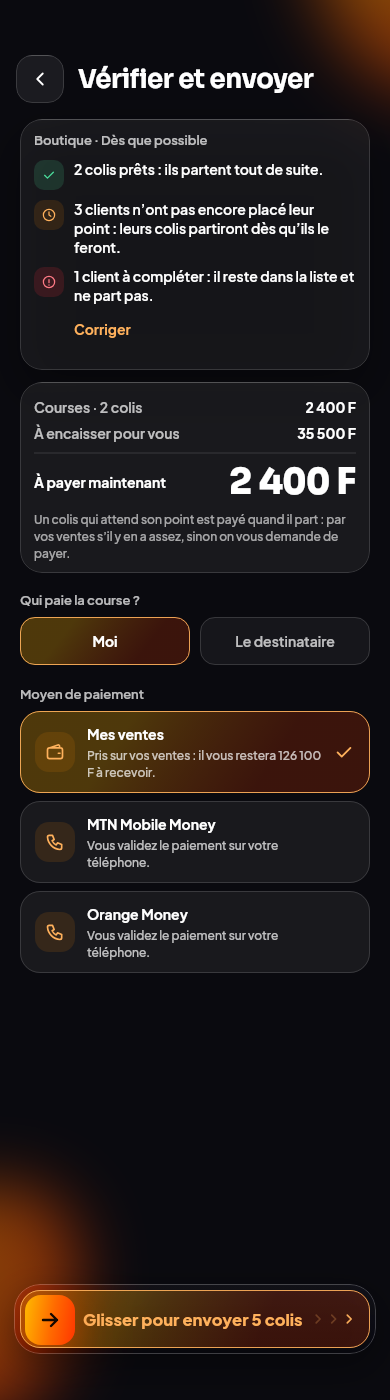 Vérifier et envoyer
Boutique · Dès que possible
2 colis prêts : ils partent tout de suite.
3 clients n’ont pas encore placé leur
point : leurs colis partiront dès qu’ils le
feront.
1 client à compléter : il reste dans la liste et
ne part pas.
Corriger
Courses · 2 colis 2 400 F
À encaisser pour vous 35 500 F
À payer maintenant 2 400 F
Un colis qui attend son point est payé quand il part : par
vos ventes s’il y en a assez, sinon on vous demande de
payer.
Qui paie la course ?
Moi Le destinataire
Moyen de paiement
Mes ventes
Pris sur vos ventes : il vous restera 126 100
F à recevoir.
MTN Mobile Money
Vous validez le paiement sur votre
téléphone.
Orange Money
Vous validez le paiement sur votre
téléphone.
Glisser pour envoyer 5 colis